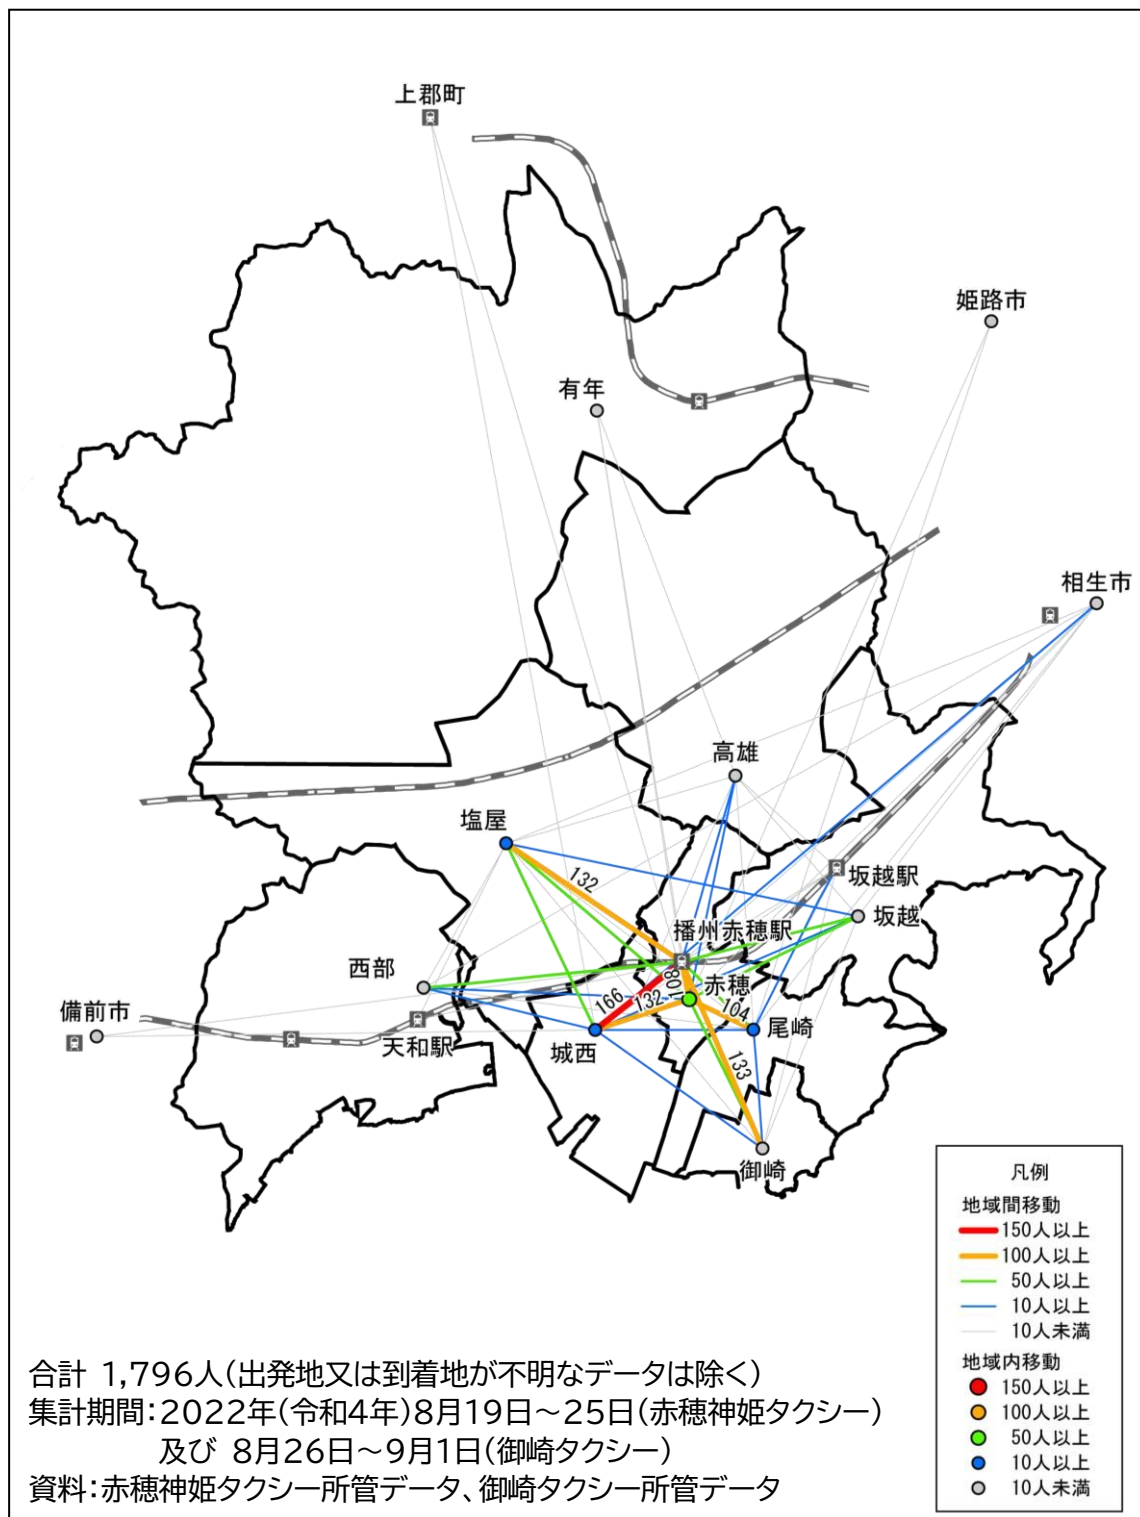 上郡町
姫路市
有年
相生市
高雄
塩屋
132
坂越駅
坂越
播州赤穂駅
西部
108
赤穂
166
132
104
備前市
天和駅
城西
尾崎
133
御崎
凡例
地域間移動
150人以上
100人以上
50人以上
10人以上
10人未満
地域内移動
150人以上
100人以上
50人以上
10人以上
10人未満
合計 1,796人(出発地又は到着地が不明なデータは除く)
集計期間:2022年(令和4年)8月19日~25日(赤穂神姫タクシー)
及び 8月26日~9月1日(御崎タクシー)
資料:赤穂神姫タクシー所管データ、御崎タクシー所管データ